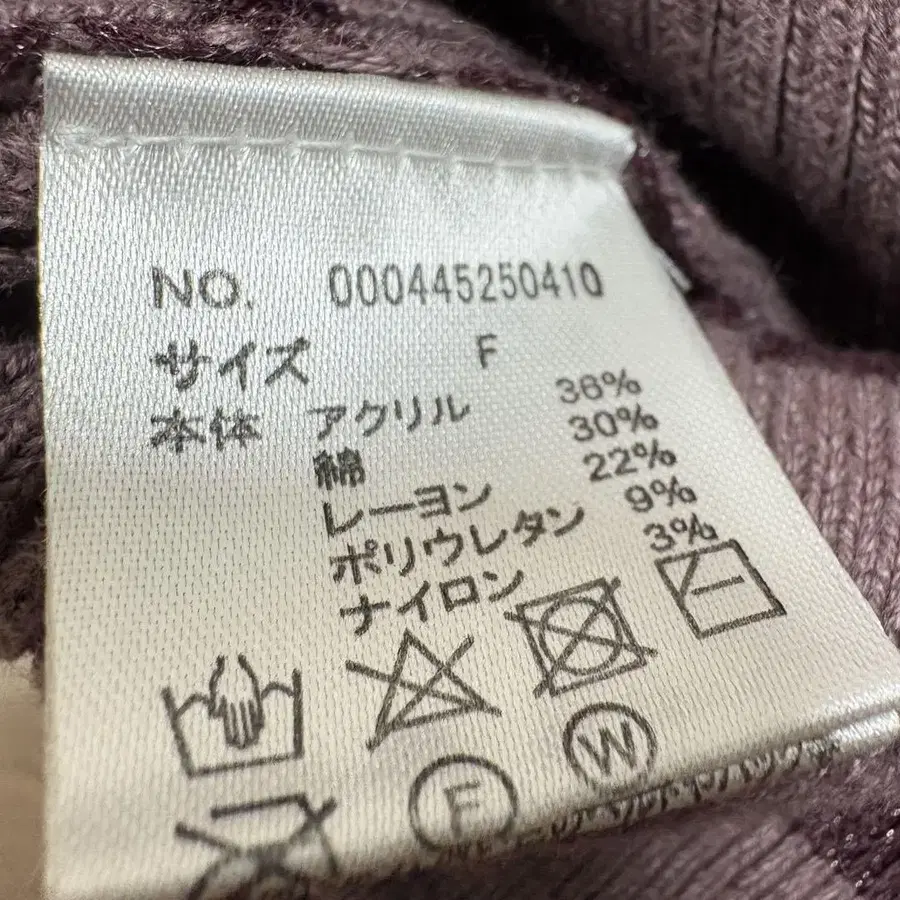 NO. 000445250410
サイズ F
本体 アクリル 36%
綿 30%
レーヨン 22%
ポリウレタン 9%
ナイロン 3%
F W